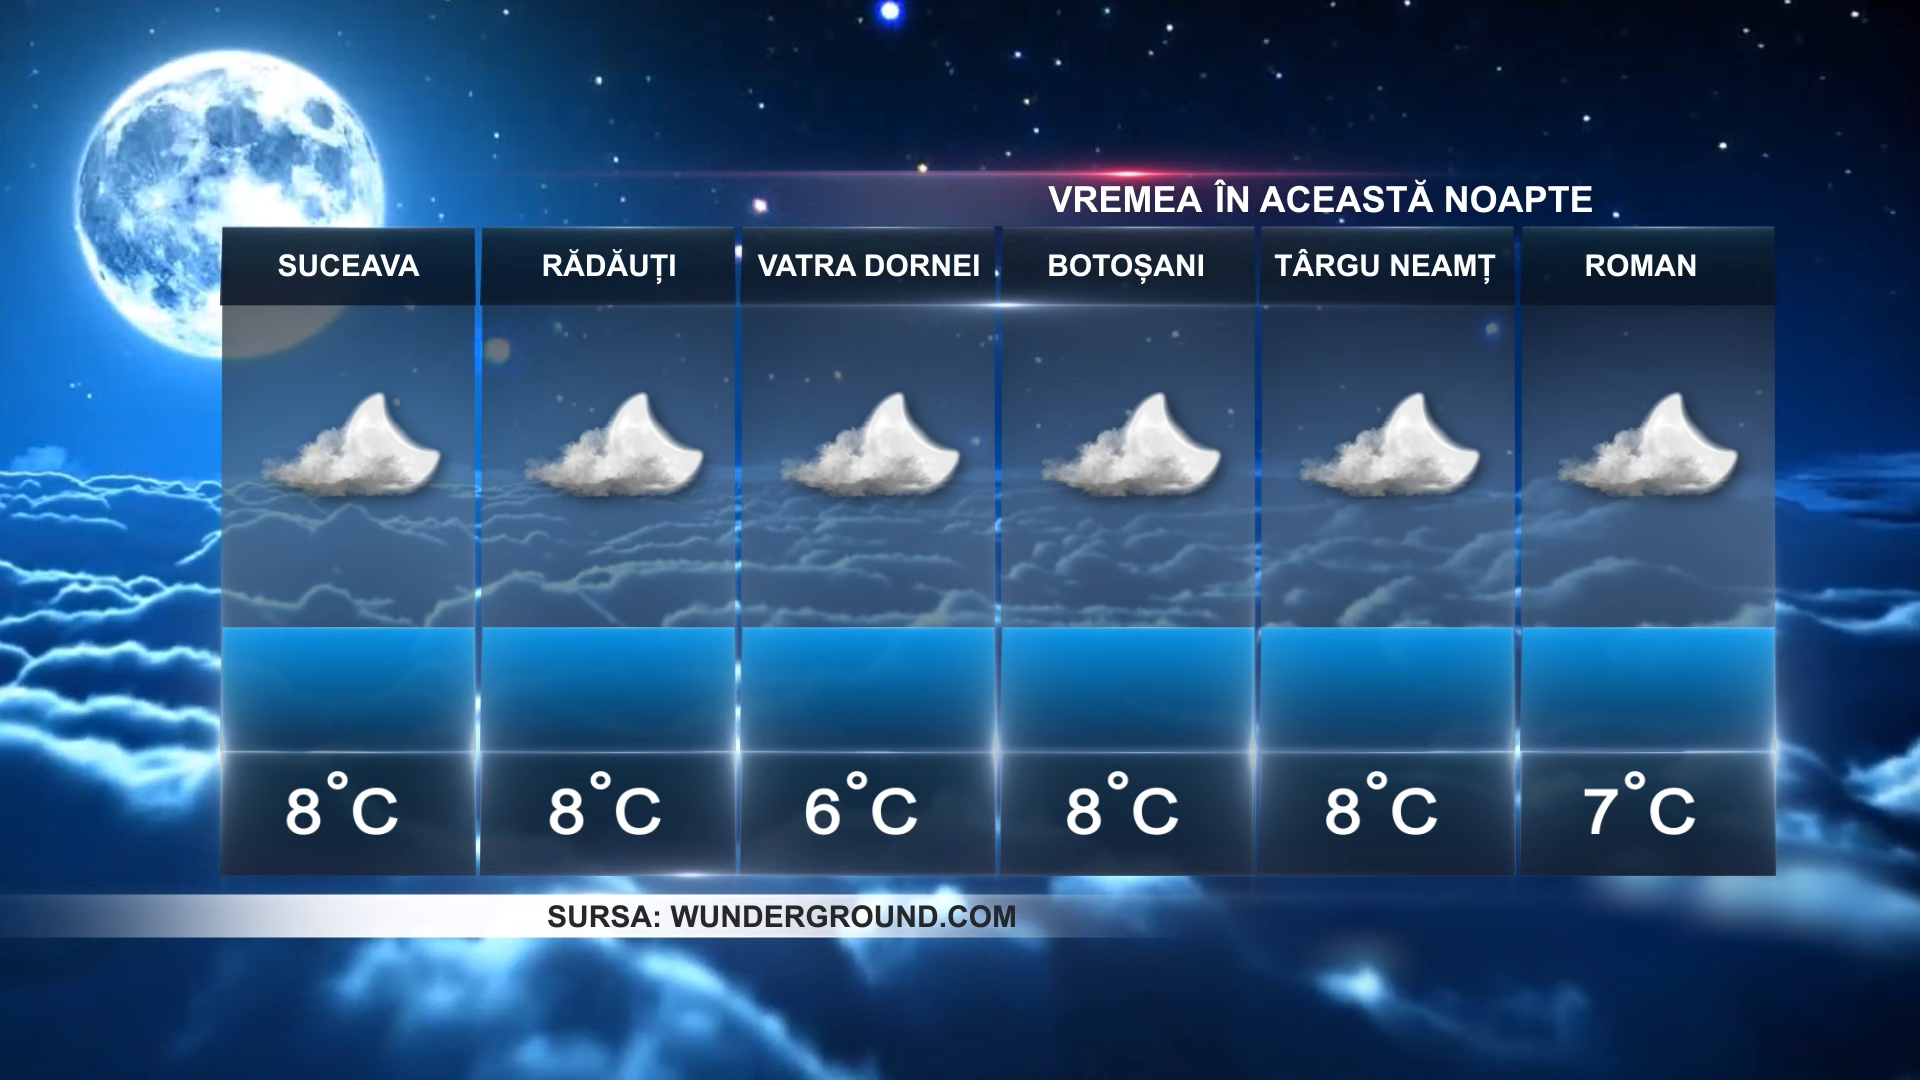 VREMEA ÎN ACEASTĂ NOAPTE
SUCEAVA RĂDĂUȚI VATRA DORNEI BOTOȘANI TÂRGU NEAMȚ ROMAN
8°C 8°C 6°C 8°C 8°C 7°C
SURSA: WUNDERGROUND.COM